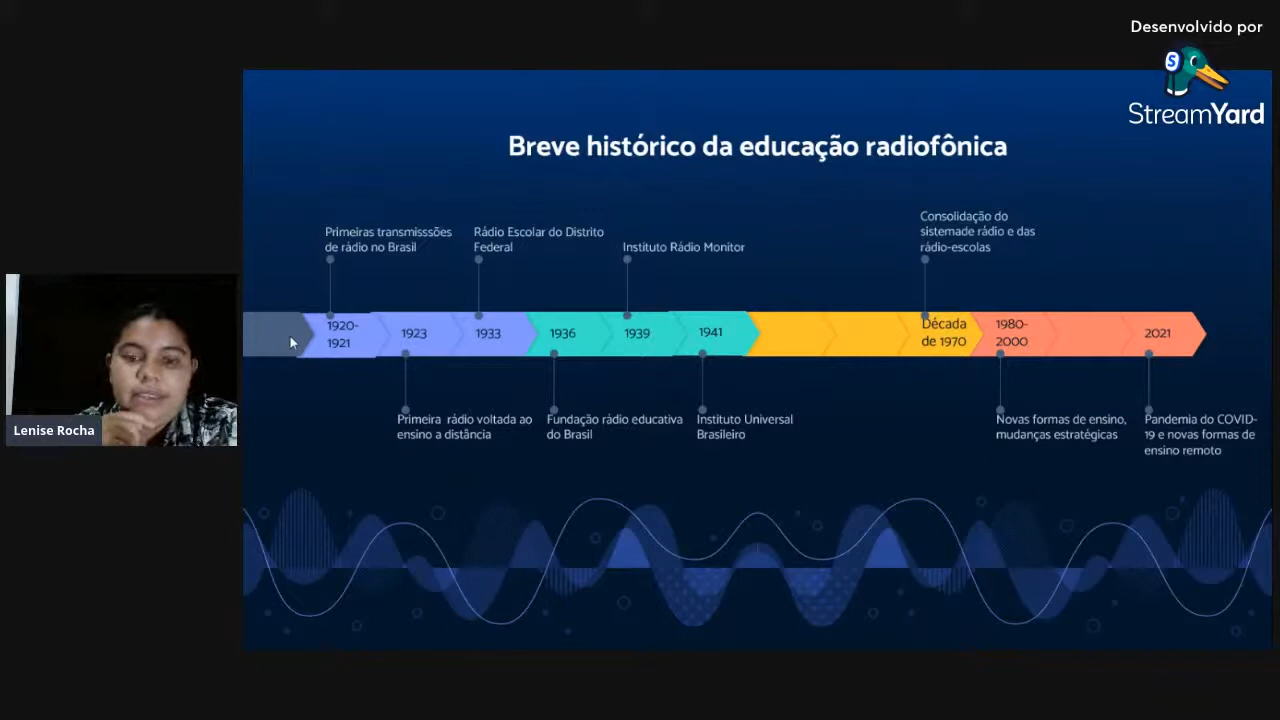 Desenvolvido por
StreamYard
Breve histórico da educação radiofônica
Consolidação do
sistemade rádio e das
rádio-escolas
Primeiras transmisssões
de rádio no Brasil
Rádio Escolar do Distrito
Federal
Instituto Rádio Monitor
1920-
1921
1923
1933
1936
1939
1941
Década
de 1970
1980-
2000
2021
Primeira rádio voltada ao
ensino a distância
Fundação rádio educativa
do Brasil
Instituto Universal
Brasileiro
Novas formas de ensino,
mudanças estratégicas
Pandemia do COVID-
19 e novas formas de
ensino remoto
Lenise Rocha